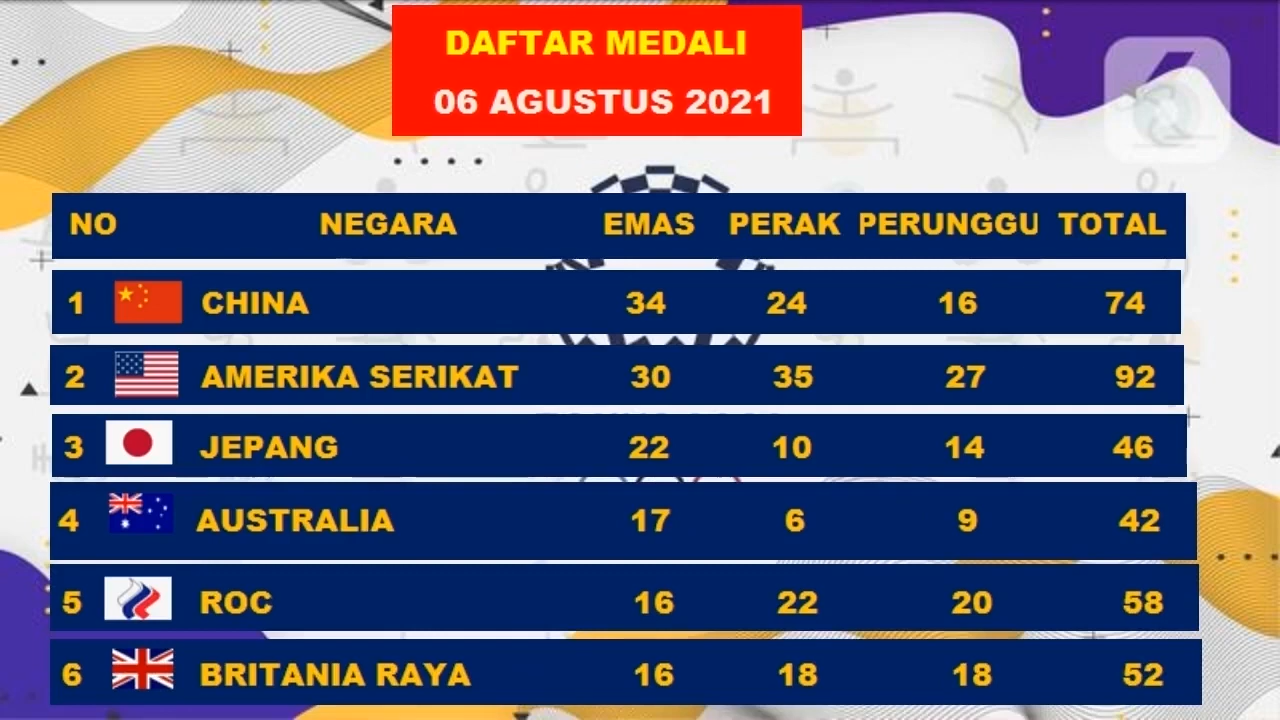 DAFTAR MEDALI
06 AGUSTUS 2021
NO NEGARA EMAS PERAK PERUNGGU TOTAL
1 CHINA 34 24 16 74
2 AMERIKA SERIKAT 30 35 27 92
3 JEPANG 22 10 14 46
4 AUSTRALIA 17 6 9 42
5 ROC 16 22 20 58
6 BRITANIA RAYA 16 18 18 52